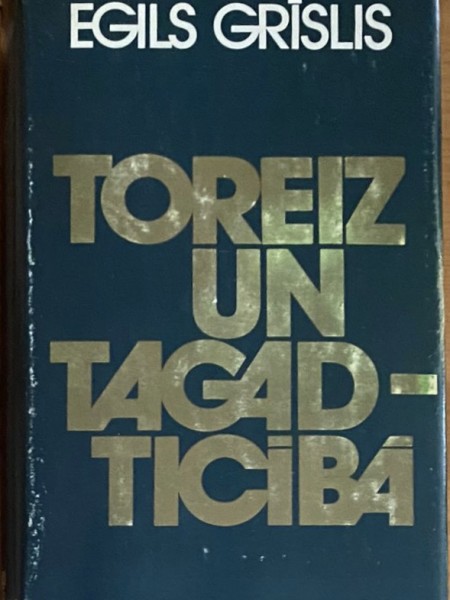 EGILS GRĪSLIS
TOREIZ
UN
TAGAD-
TICĪBĀ